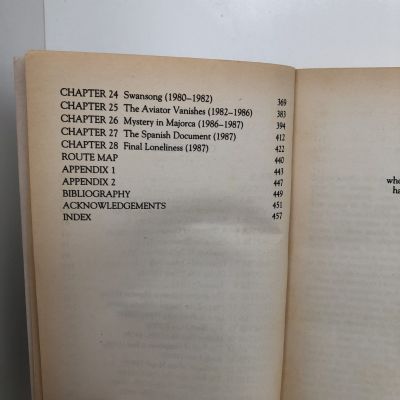 CHAPTER 24 Swansong (1980–1982) 369
CHAPTER 25 The Aviator Vanishes (1982–1986) 383
CHAPTER 26 Mystery in Majorca (1986–1987) 394
CHAPTER 27 The Spanish Document (1987) 412
CHAPTER 28 Final Loneliness (1987) 422
ROUTE MAP 440
APPENDIX 1 443
APPENDIX 2 447
BIBLIOGRAPHY 449
ACKNOWLEDGEMENTS 451
INDEX 457